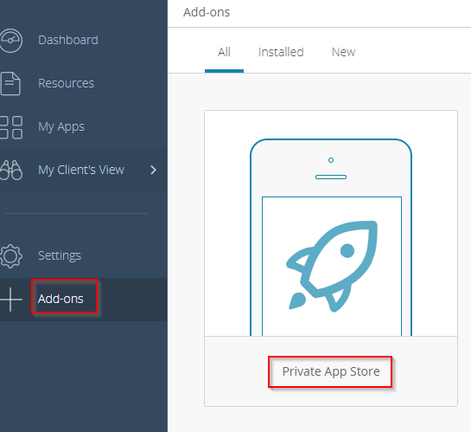 Add-ons
Dashboard
Resources
My Apps
My Client's View
Settings
Add-ons
All Installed New
Private App Store